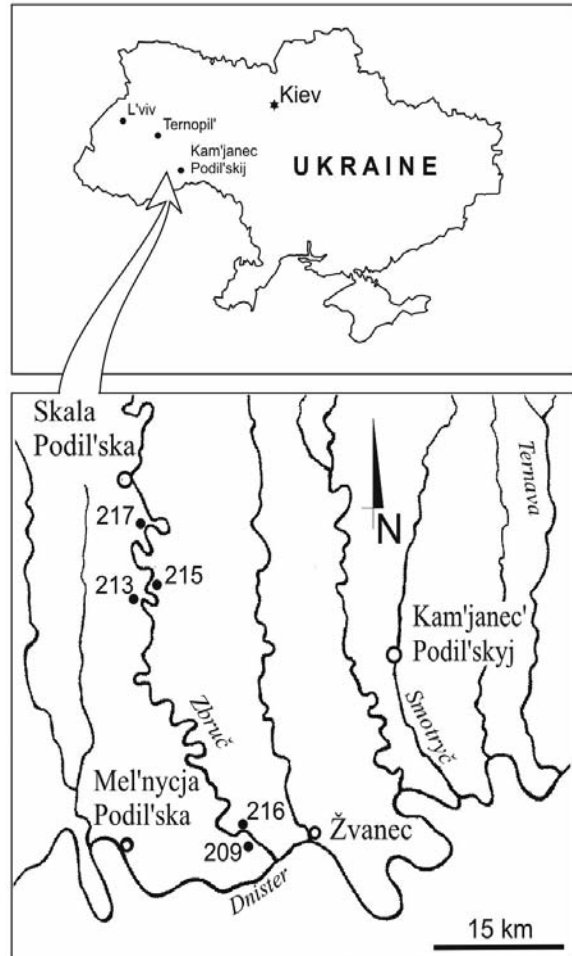 Kiev
L'viv
Ternopil'
Kam'janec
Podil'skij
UKRAINE
Skala
Podil'ska
217
213
215
N
Ternava
Kam'janec'
Podil'skyj
Smotryč
Zbruč
Mel'nycja
Podil'ska
216
209
Žvanec
Dnister
15 km